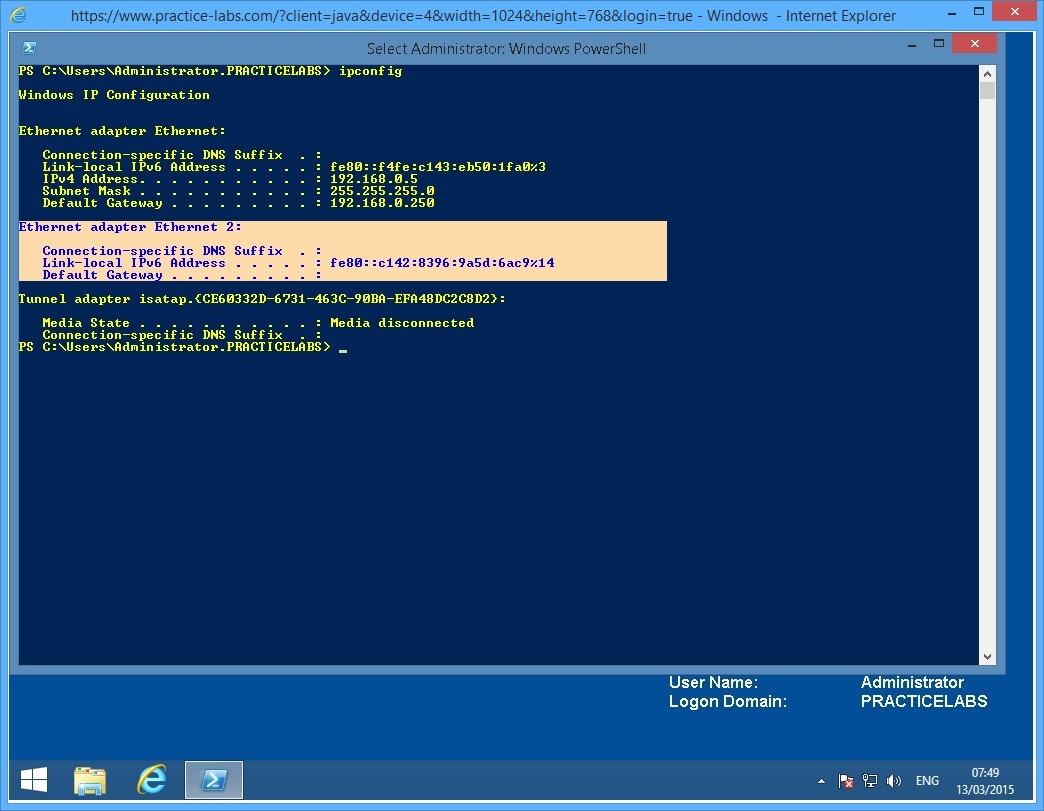 https://www.practice-labs.com/?client=java&device=4&width=1024&height=768&login=true - Windows - Internet Explorer
Select Administrator: Windows PowerShell
PS C:\Users\Administrator.PRACTICELABS> ipconfig
Windows IP Configuration
Ethernet adapter Ethernet:
Connection-specific DNS Suffix . :
Link-local IPv6 Address . . . . . : fe80::f4fe:c143:eb50:1fa0%3
IPv4 Address. . . . . . . . . . . : 192.168.0.5
Subnet Mask . . . . . . . . . . . : 255.255.255.0
Default Gateway . . . . . . . . . : 192.168.0.250
Ethernet adapter Ethernet 2:
Connection-specific DNS Suffix . :
Link-local IPv6 Address . . . . . : fe80::c142:8396:9a5d:6ac9%14
Default Gateway . . . . . . . . . :
Tunnel adapter isatap.{CE60332D-6731-463C-90BA-EFA48DC2C8D2}:
Media State . . . . . . . . . . . : Media disconnected
Connection-specific DNS Suffix . :
PS C:\Users\Administrator.PRACTICELABS> _
User Name: Administrator
Logon Domain: PRACTICELABS
ENG
07:49
13/03/2015